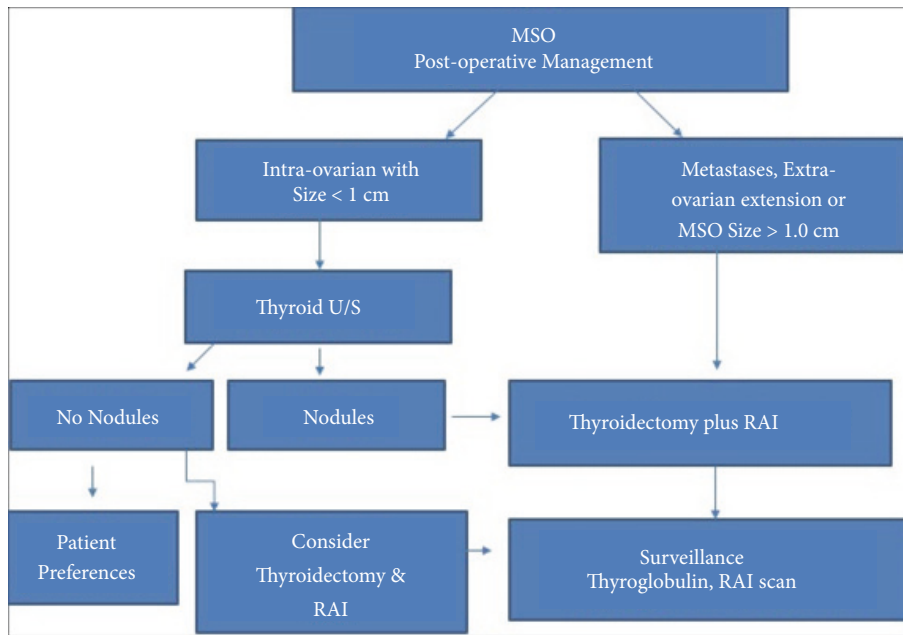 MSO
Post-operative Management
Intra-ovarian with
Size < 1 cm
Metastases, Extra-
ovarian extension or
MSO Size > 1.0 cm
Thyroid U/S
No Nodules
Nodules
Thyroidectomy plus RAI
Patient
Preferences
Consider
Thyroidectomy &
RAI
Surveillance
Thyroglobulin, RAI scan